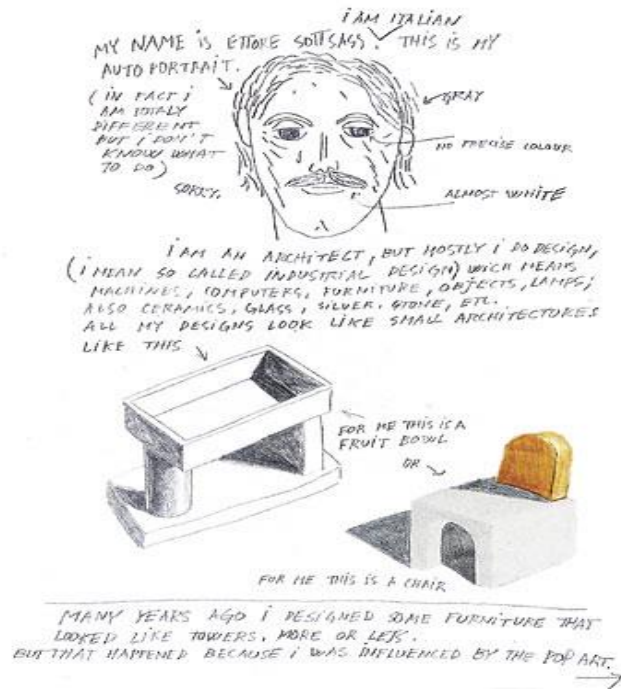 i AM ITALIAN
MY NAME IS ETTORE SOTTSASS. THIS IS MY
AUTO PORTRAIT.
(IN FACT i
AM TOTALY
DIFFERENT
BUT i DON'T
KNOW WHAT
TO DO)
SORRY.
GRAY
NO PRECISE COLOUR
ALMOST WHITE
i AM AN ARCHITECT, BUT MOSTLY i DO DESIGN,
(i MEAN SO CALLED INDUSTRIAL DESIGN) WICH MEANS
MACHINES, COMPUTERS, FURNITURE, OBJECTS, LAMPS;
ALSO CERAMICS, GLASS, SILVER, STONE, ETC.
ALL MY DESIGNS LOOK LIKE SMALL ARCHITECTURES
LIKE THIS
FOR ME THIS IS A
FRUIT BOWL
OR
FOR ME THIS IS A CHAIR
MANY YEARS AGO i DESIGNED SOME FURNITURE THAT
LOOKED LIKE TOWERS. MORE OR LESS.
BUT THAT HAPPENED BECAUSE i WAS INFLUENCED BY THE POP ART.